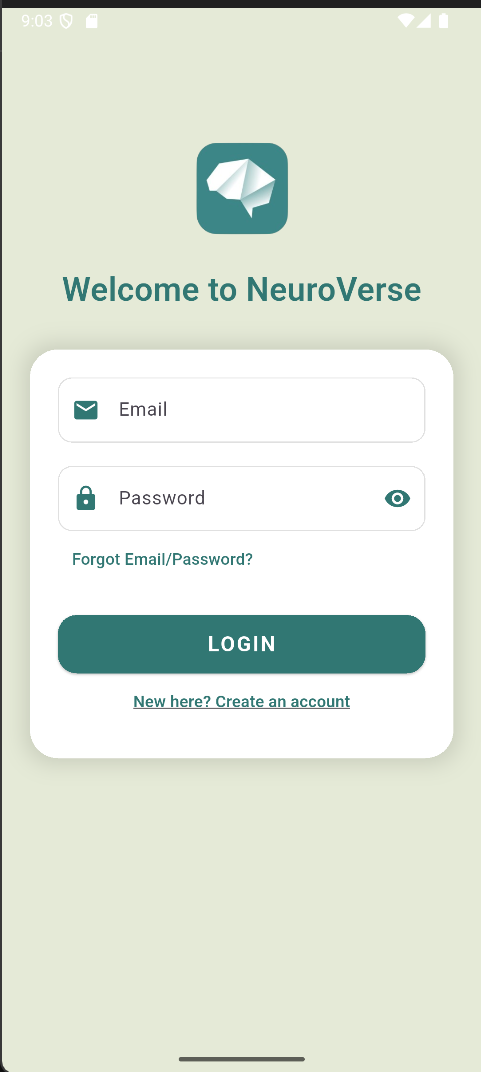 9:03
Welcome to NeuroVerse
Email
Password
Forgot Email/Password?
LOGIN
New here? Create an account